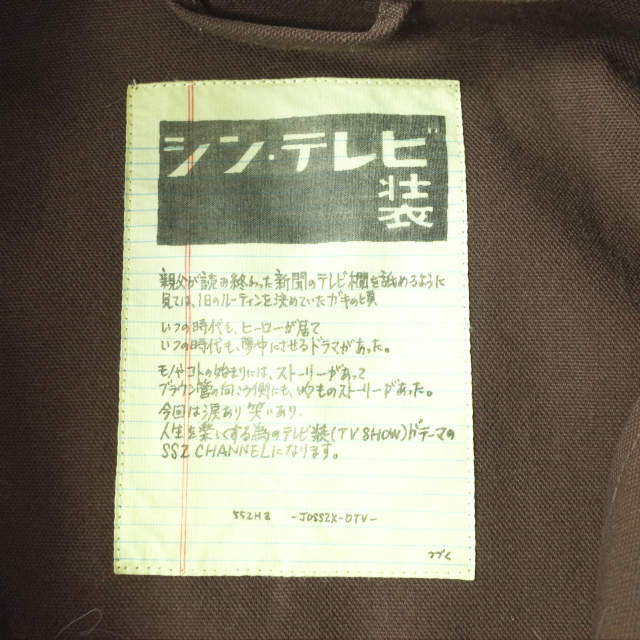 シン・テレビ
装
親父が読み終わった新聞のテレビ欄を舐めるように
見ては、1日のルーティンを決めていたガキの頃
いつの時代も、ヒーローが居て
いつの時代も、夢中にさせるドラマがあった。
モノやコトの始まりには、ストーリーがあって
ブラウン管の向こう側にも、いつものストーリーがあった。
今回は涙あり 笑いあり、
人生を楽しくする為のテレビ装(TV SHOW)がテーマの
SSZ CHANNELになります。
SSZHZ -JOSSZX-DTV-
つづく